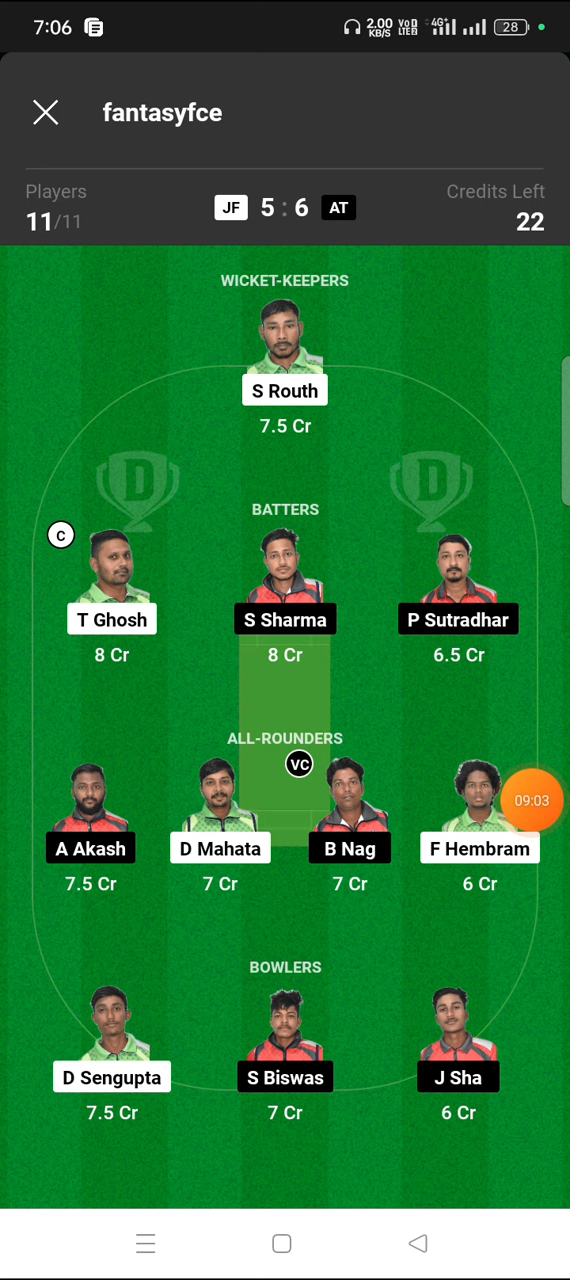 7:06
2.00 KB/S
VoD LTE2
4G+
28
fantasyfce
Players
Credits Left
11/11
JF 5 : 6 AT
22
WICKET-KEEPERS
S Routh
7.5 Cr
D
D
BATTERS
C
T Ghosh
S Sharma
P Sutradhar
8 Cr
8 Cr
6.5 Cr
ALL-ROUNDERS
VC
09:03
A Akash
D Mahata
B Nag
F Hembram
7.5 Cr
7 Cr
7 Cr
6 Cr
BOWLERS
D Sengupta
S Biswas
J Sha
7.5 Cr
7 Cr
6 Cr